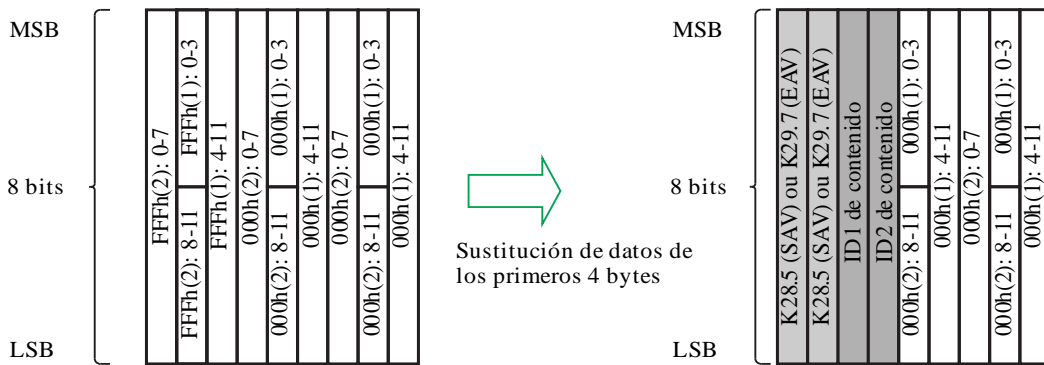 MSB
8 bits
LSB
FFFh(2): 0-7
FFFh(1): 0-3
FFFh(2): 8-11
FFFh(1): 4-11
000h(2): 0-7
000h(1): 0-3
000h(2): 8-11
000h(1): 4-11
000h(2): 0-7
000h(1): 0-3
000h(2): 8-11
000h(1): 4-11
Sustitución de datos de
los primeros 4 bytes
MSB
8 bits
LSB
K28.5 (SAV) ou K29.7 (EAV)
K28.5 (SAV) ou K29.7 (EAV)
ID1 de contenido
ID2 de contenido
000h(1): 0-3
000h(2): 8-11
000h(1): 4-11
000h(2): 0-7
000h(1): 0-3
000h(2): 8-11
000h(1): 4-11